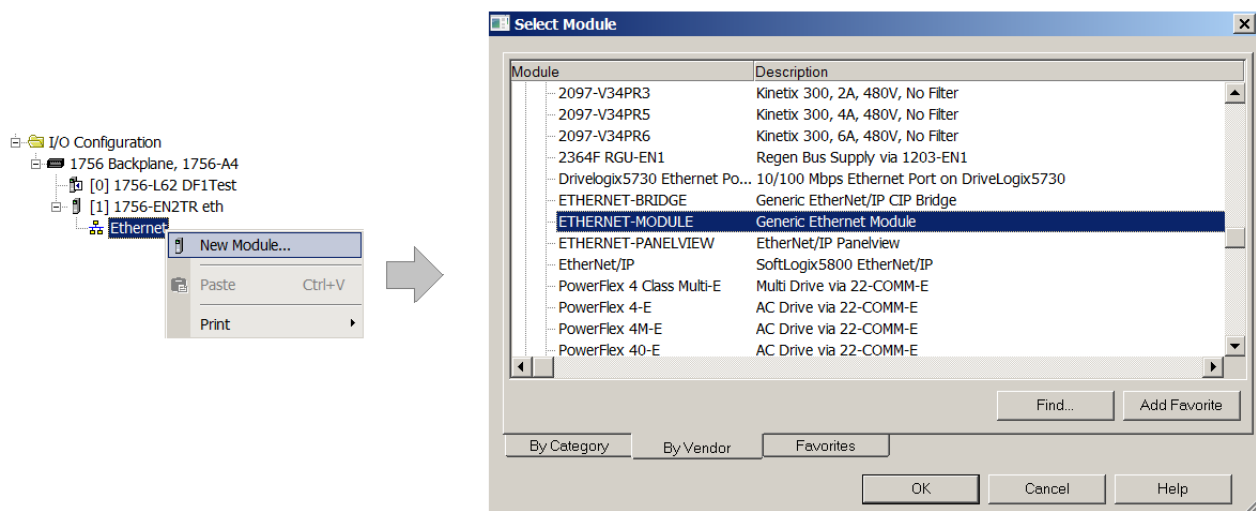 I/O Configuration
1756 Backplane, 1756-A4
[0] 1756-L62 DF1Test
[1] 1756-EN2TR eth
Ethernet
New Module...
Paste Ctrl+V
Print
Select Module
Module Description
2097-V34PR3 Kinetix 300, 2A, 480V, No Filter
2097-V34PR5 Kinetix 300, 4A, 480V, No Filter
2097-V34PR6 Kinetix 300, 6A, 480V, No Filter
2364F RGU-EN1 Regen Bus Supply via 1203-EN1
Drivelogix5730 Ethernet Po... 10/100 Mbps Ethernet Port on DriveLogix5730
ETHERNET-BRIDGE Generic EtherNet/IP CIP Bridge
ETHERNET-MODULE Generic Ethernet Module
ETHERNET-PANELVIEW EtherNet/IP Panelview
EtherNet/IP SoftLogix5800 EtherNet/IP
PowerFlex 4 Class Multi-E Multi Drive via 22-COMM-E
PowerFlex 4-E AC Drive via 22-COMM-E
PowerFlex 4M-E AC Drive via 22-COMM-E
PowerFlex 40-E AC Drive via 22-COMM-E
Find... Add Favorite
By Category By Vendor Favorites
OK Cancel Help